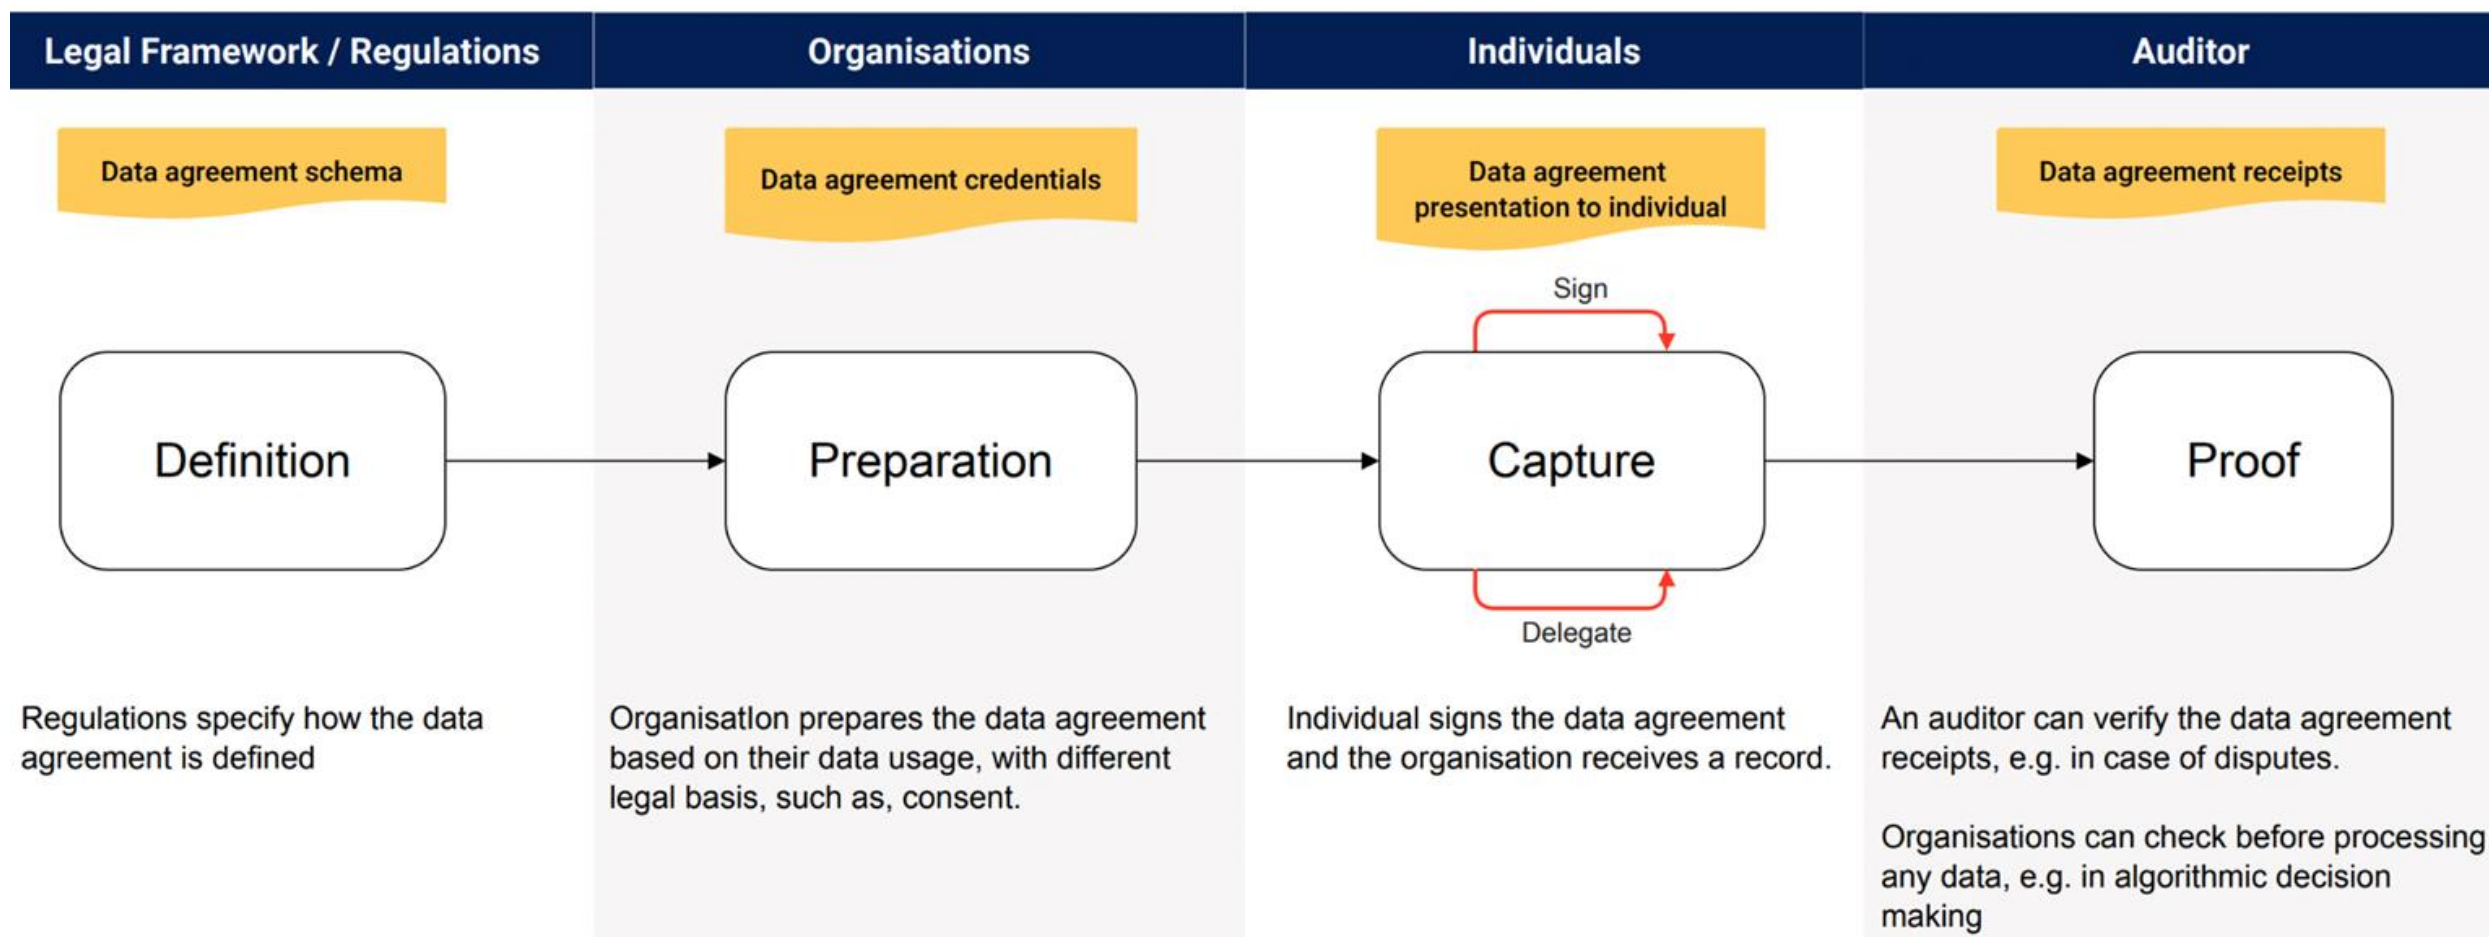 Legal Framework / Regulations
Organisations
Individuals
Auditor
Data agreement schema
Data agreement credentials
Data agreement
presentation to individual
Data agreement receipts
Sign
Definition
Preparation
Capture
Proof
Delegate
Regulations specify how the data
agreement is defined
OrganisatIon prepares the data agreement
based on their data usage, with different
legal basis, such as, consent.
Individual signs the data agreement
and the organisation receives a record.
An auditor can verify the data agreement
receipts, e.g. in case of disputes.
Organisations can check before processing
any data, e.g. in algorithmic decision
making